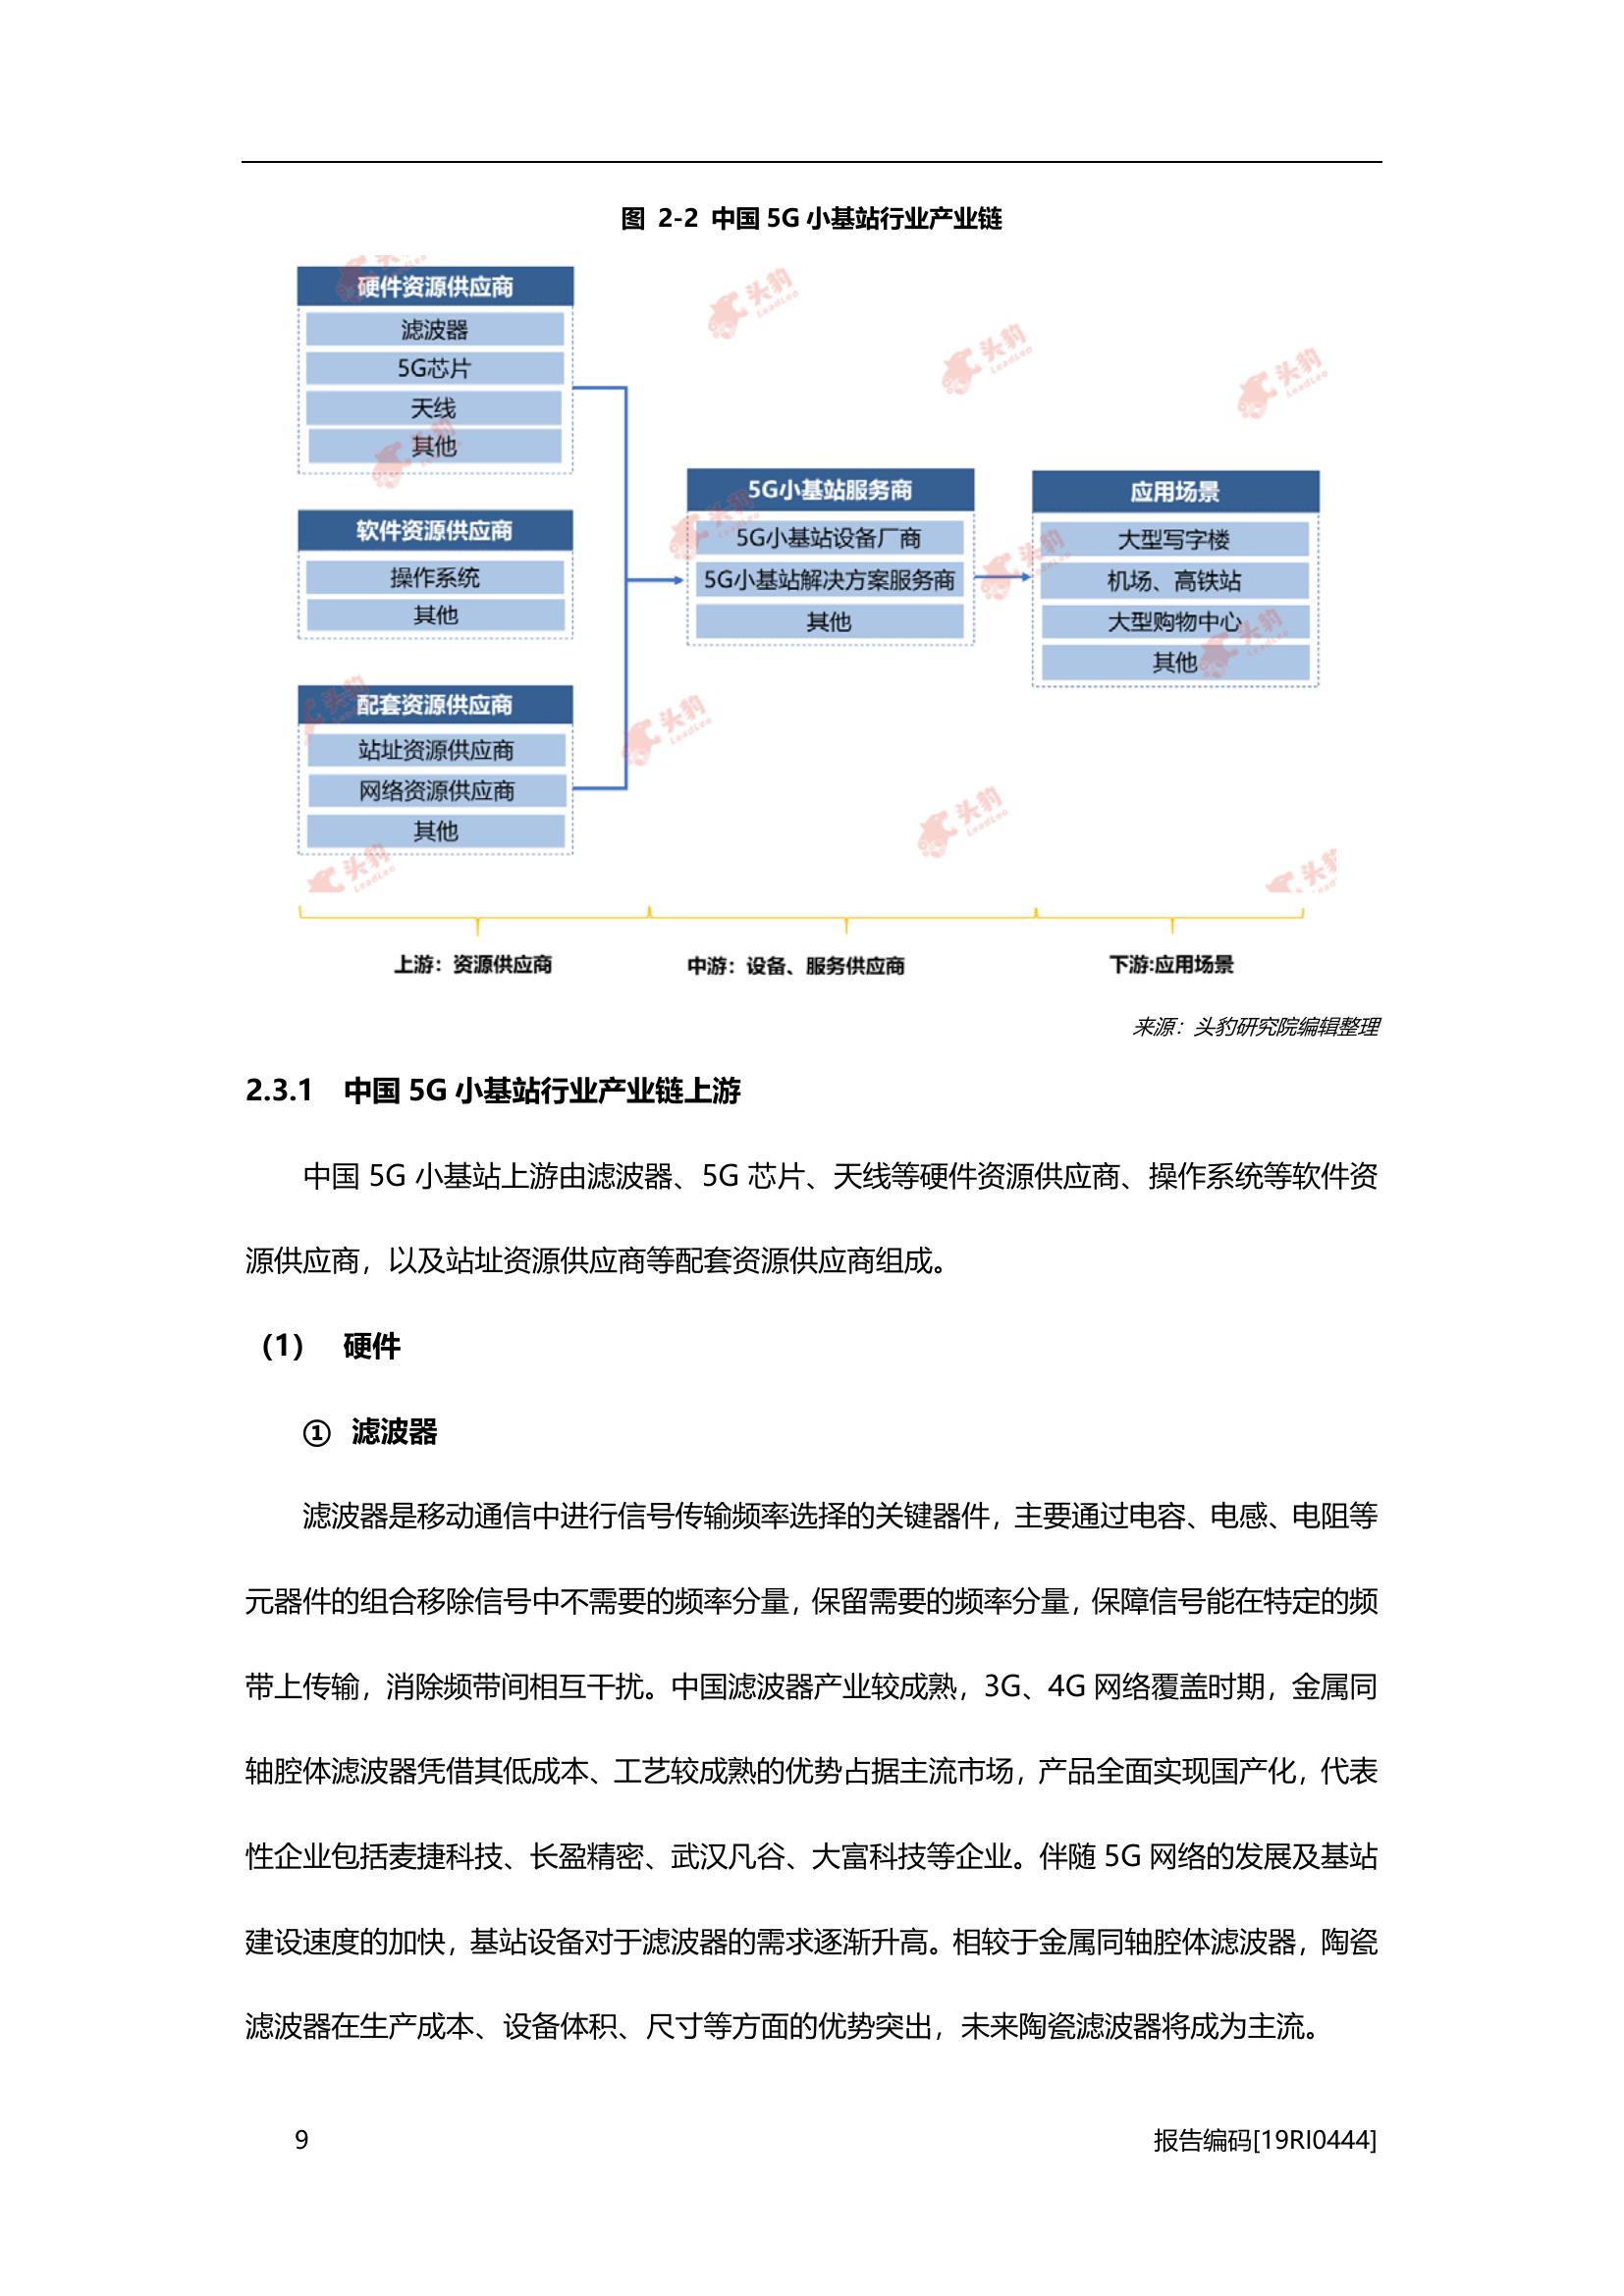 图 2-2 中国 5G 小基站行业产业链
硬件资源供应商
滤波器
5G芯片
天线
其他
软件资源供应商
操作系统
其他
配套资源供应商
站址资源供应商
网络资源供应商
其他
5G小基站服务商
5G小基站设备厂商
5G小基站解决方案服务商
其他
应用场景
大型写字楼
机场、高铁站
大型购物中心
其他
头豹
LeadLeo
上游：资源供应商
中游：设备、服务供应商
下游:应用场景
来源：头豹研究院编辑整理
2.3.1 中国 5G 小基站行业产业链上游
中国 5G 小基站上游由滤波器、5G 芯片、天线等硬件资源供应商、操作系统等软件资
源供应商，以及站址资源供应商等配套资源供应商组成。
（1） 硬件
① 滤波器
滤波器是移动通信中进行信号传输频率选择的关键器件，主要通过电容、电感、电阻等
元器件的组合移除信号中不需要的频率分量，保留需要的频率分量，保障信号能在特定的频
带上传输，消除频带间相互干扰。中国滤波器产业较成熟，3G、4G 网络覆盖时期，金属同
轴腔体滤波器凭借其低成本、工艺较成熟的优势占据主流市场，产品全面实现国产化，代表
性企业包括麦捷科技、长盈精密、武汉凡谷、大富科技等企业。伴随 5G 网络的发展及基站
建设速度的加快，基站设备对于滤波器的需求逐渐升高。相较于金属同轴腔体滤波器，陶瓷
滤波器在生产成本、设备体积、尺寸等方面的优势突出，未来陶瓷滤波器将成为主流。
9
报告编码[19RI0444]